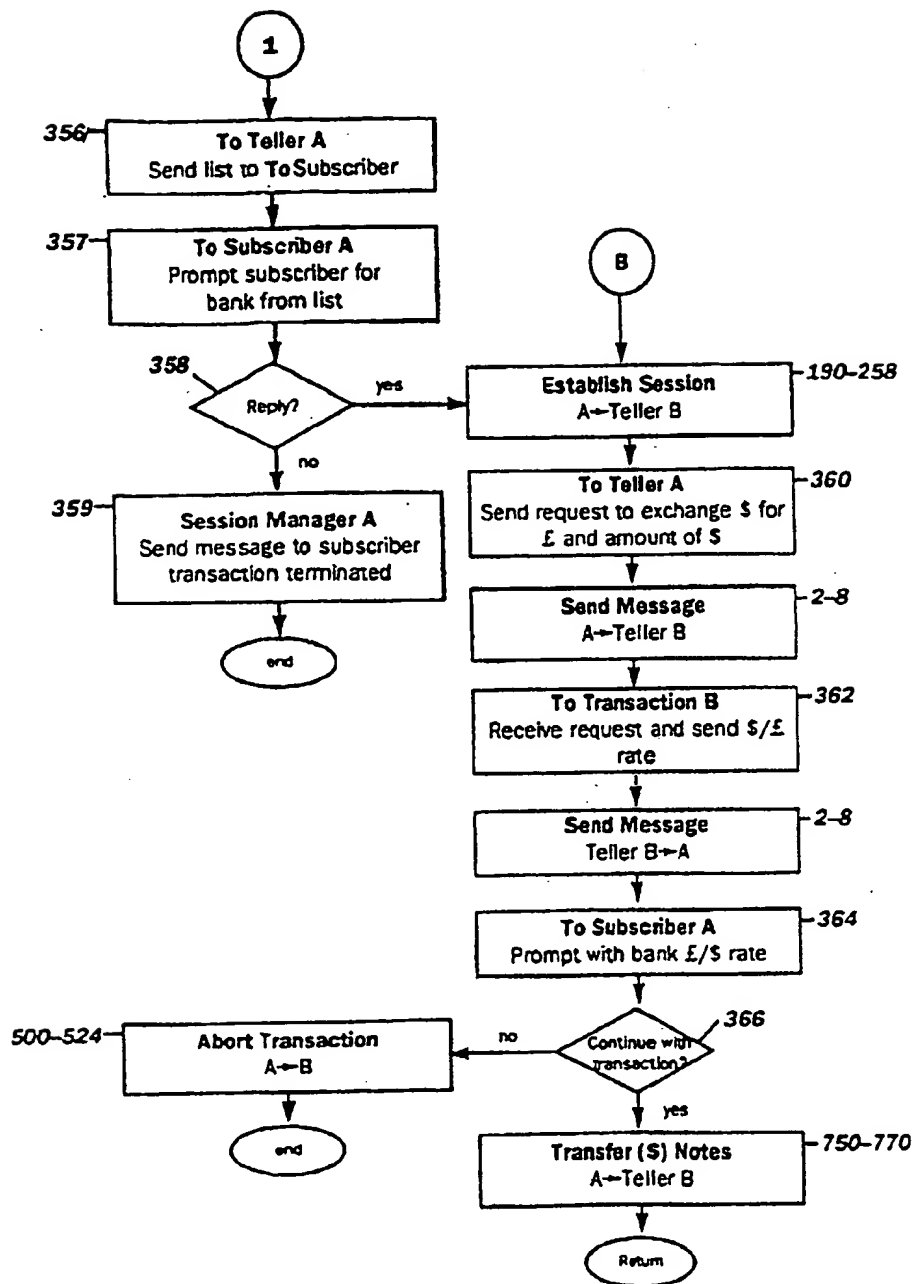 1
356
To Teller A
Send list to To Subscriber
357
To Subscriber A
Prompt subscriber for
bank from list
B
358
Reply?
yes
no
190–258
Establish Session
A→Teller B
360
To Teller A
Send request to exchange $ for
£ and amount of $
359
Session Manager A
Send message to subscriber
transaction terminated
end
2–8
Send Message
A→Teller B
362
To Transaction B
Receive request and send $/£
rate
2–8
Send Message
Teller B→A
364
To Subscriber A
Prompt with bank £/$ rate
366
Continue with
transaction?
no
yes
500–524
Abort Transaction
A→B
end
750–770
Transfer ($) Notes
A→Teller B
Return